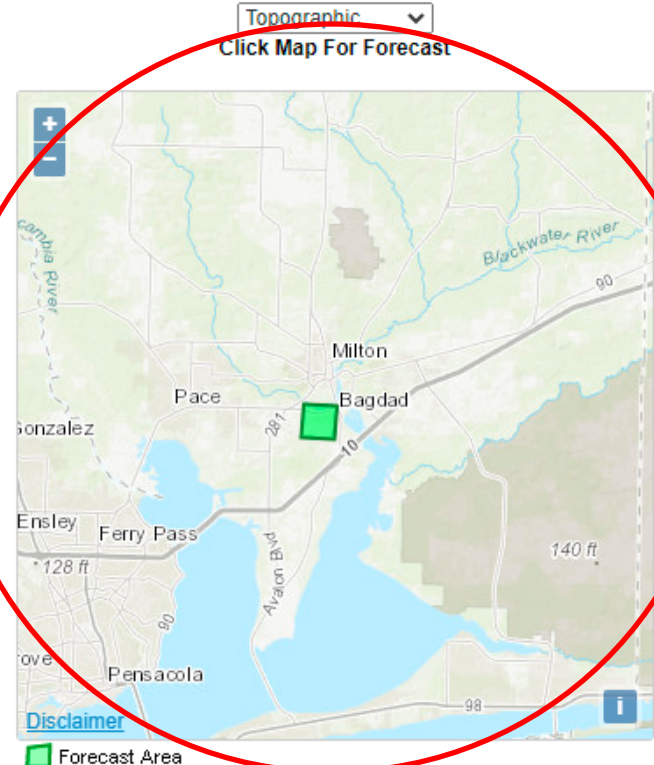 Topographic
Click Map For Forecast
+
−
cambia River
Blackwater River
90
Milton
Pace
Bagdad
281
Gonzalez
10
Ensley
Ferry Pass
140 ft
128 ft
Avalon Blvd
90
rove
Pensacola
98
i
Disclaimer
Forecast Area